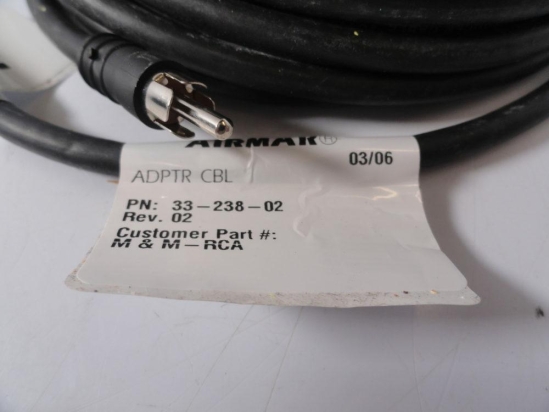 AIRMAR®
03/06
ADPTR CBL
PN: 33-238-02
Rev. 02
Customer Part #:
M & M-RCA